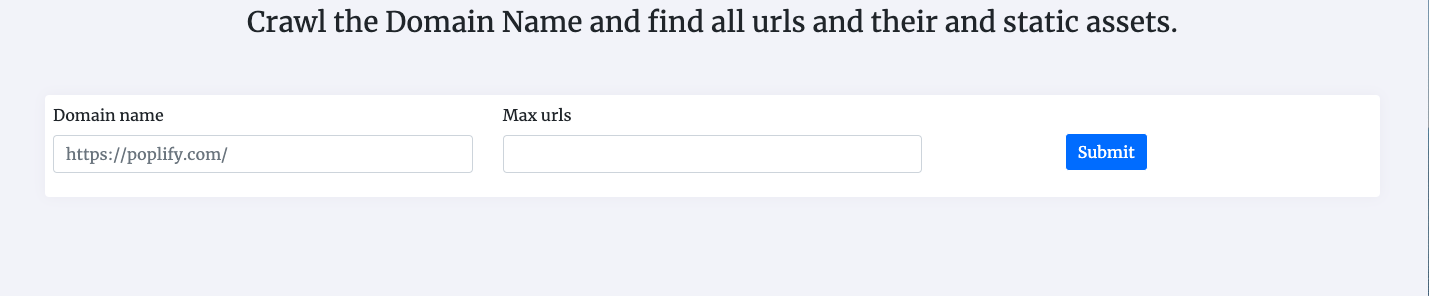 Crawl the Domain Name and find all urls and their and static assets.
Domain name
Max urls
https://poplify.com/
Submit